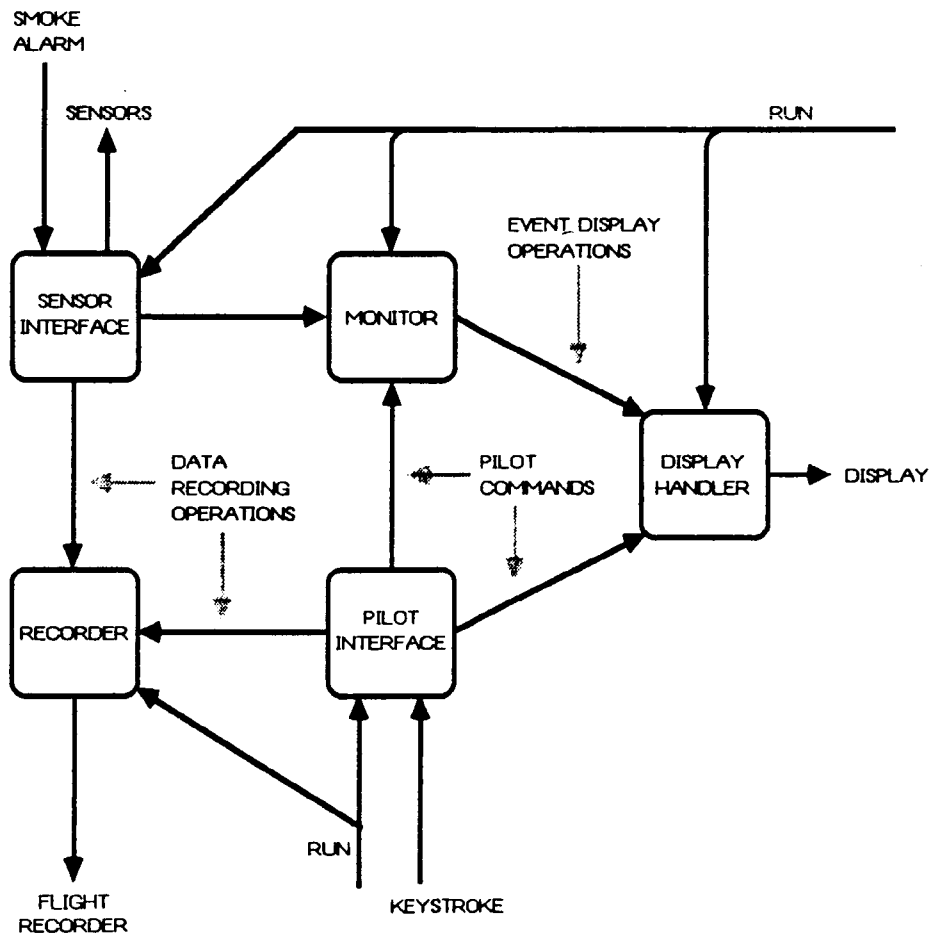 SMOKE
ALARM
SENSORS
RUN
EVENT DISPLAY
OPERATIONS
SENSOR
INTERFACE
MONITOR
DATA
RECORDING
OPERATIONS
PILOT
COMMANDS
DISPLAY
HANDLER
DISPLAY
RECORDER
PILOT
INTERFACE
RUN
KEYSTROKE
FLIGHT
RECORDER